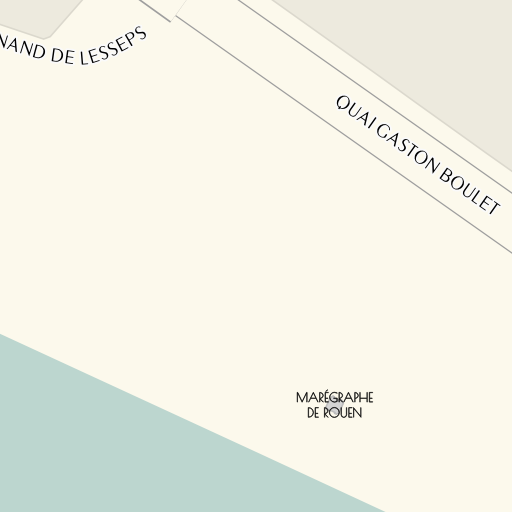 NAND DE LESSEPS
QUAI GASTON BOULET
MARÉGRAPHE
DE ROUEN